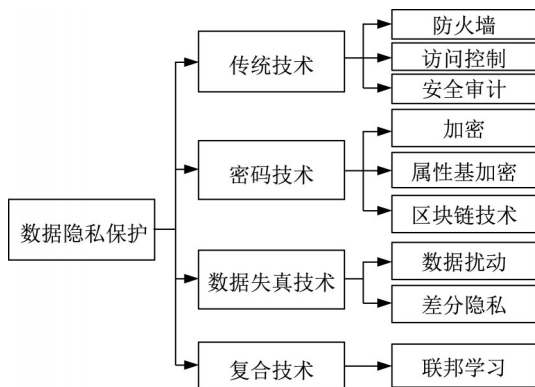 数据隐私保护
传统技术
防火墙
访问控制
安全审计
密码技术
加密
属性基加密
区块链技术
数据失真技术
数据扰动
差分隐私
复合技术
联邦学习